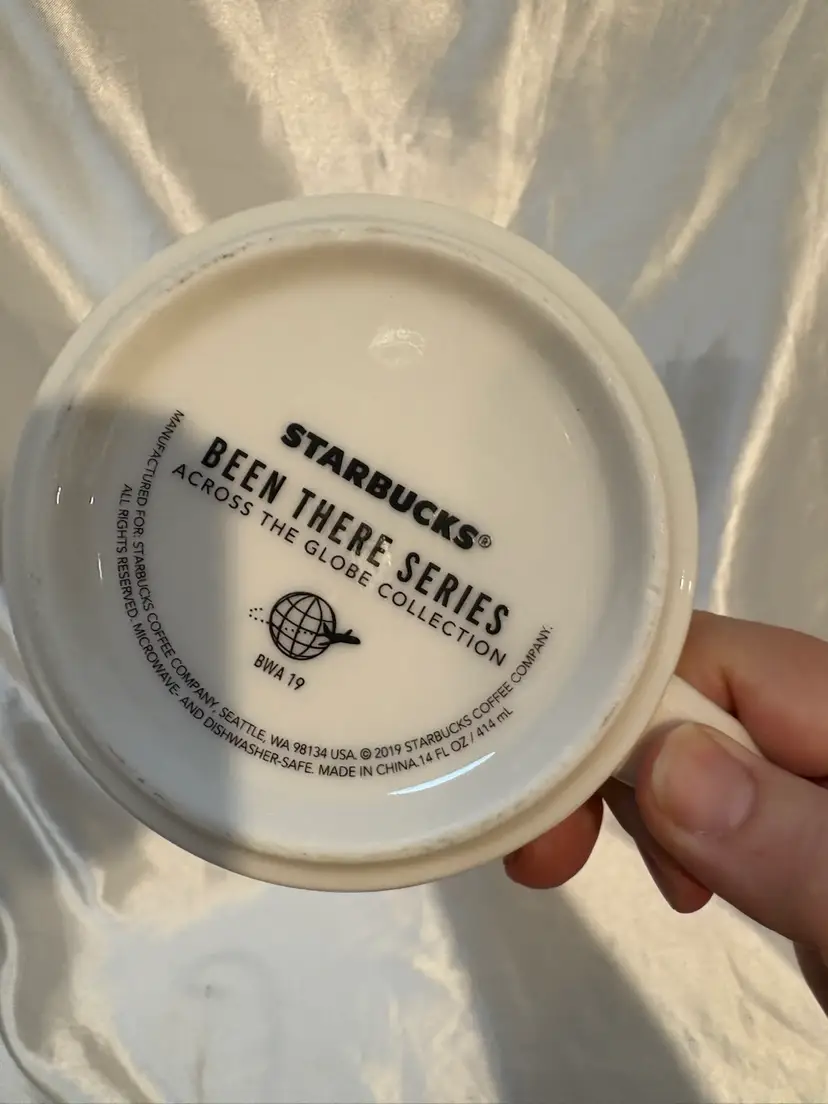 STARBUCKS®
BEEN THERE SERIES
ACROSS THE GLOBE COLLECTION
BWA 19
MANUFACTURED FOR: STARBUCKS COFFEE COMPANY, SEATTLE, WA 98134 USA. © 2019 STARBUCKS COFFEE COMPANY.
ALL RIGHTS RESERVED. MICROWAVE- AND DISHWASHER-SAFE. MADE IN CHINA.14 FL OZ / 414 mL